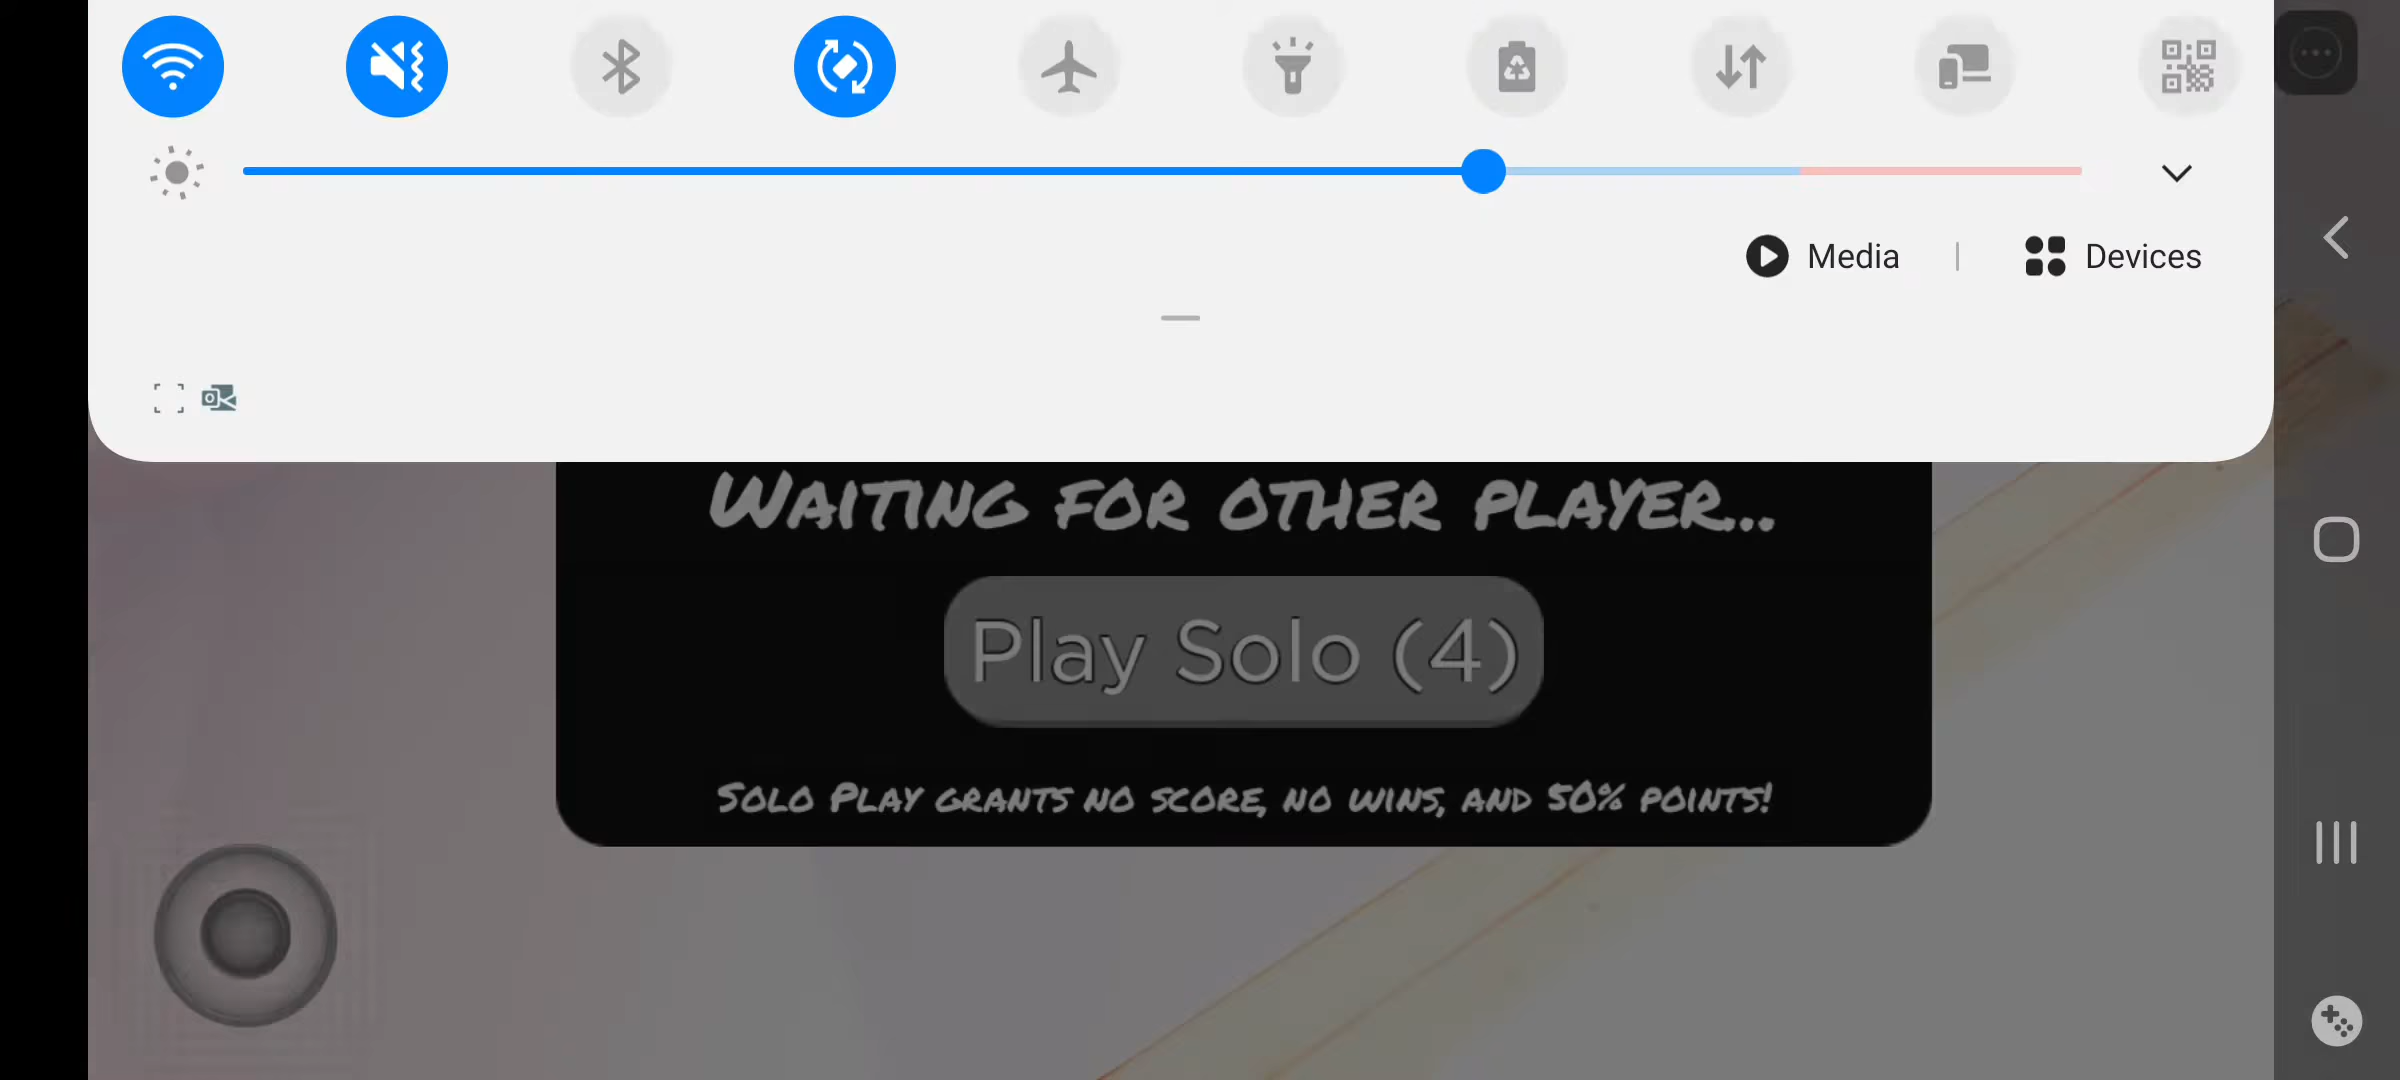 Media | Devices
WAITING FOR OTHER PLAYER...
Play Solo (4)
SOLO PLAY GRANTS NO SCORE, NO WINS, AND 50% POINTS!